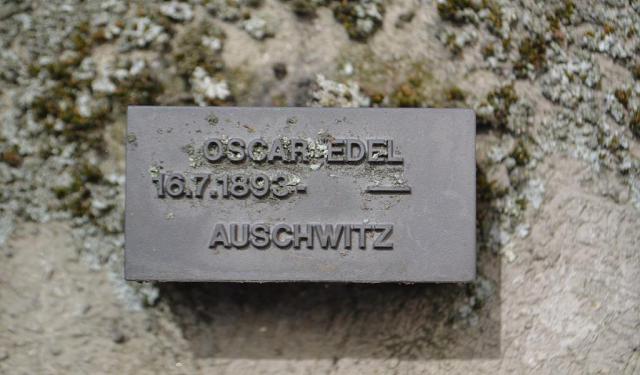 OSCAR EDEL
16.7.1893- —
AUSCHWITZ